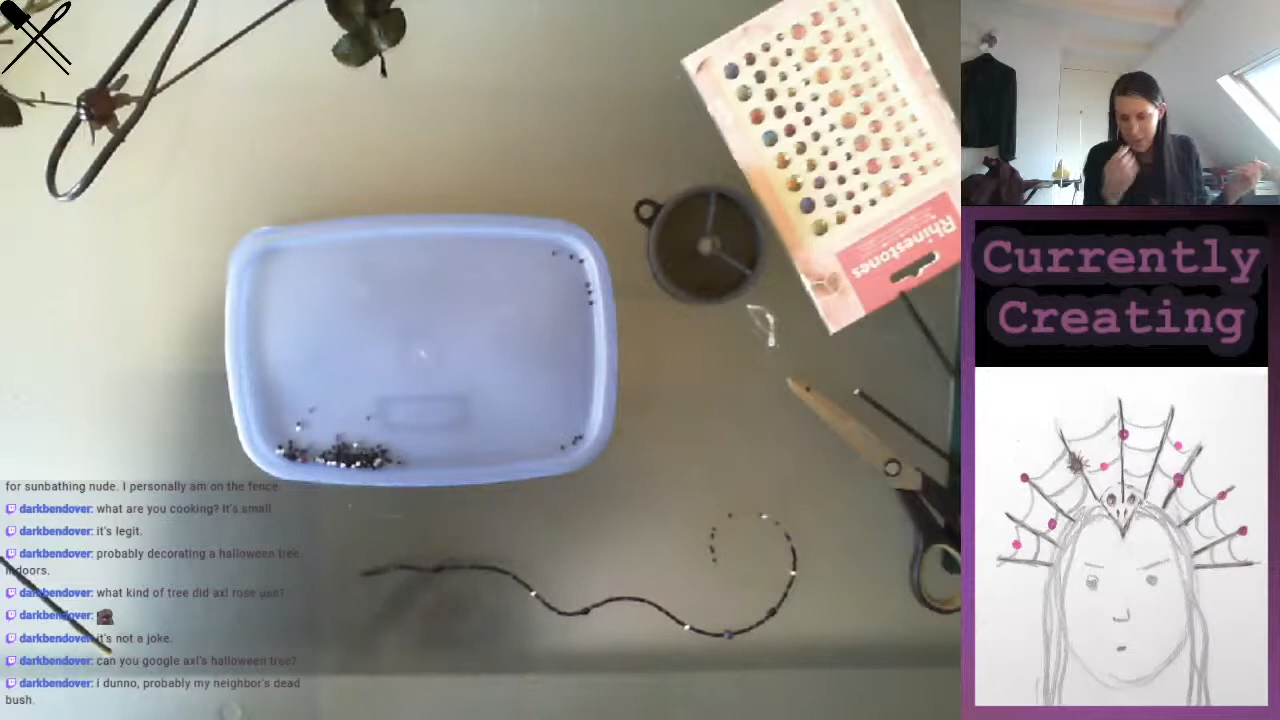 Rhinestones
Currently
Creating
for sunbathing nude. I personally am on the fence.
darkbendover: what are you cooking? It's small
darkbendover: it's legit.
darkbendover: probably decorating a halloween tree
indoors.
darkbendover: what kind of tree did axl rose use?
darkbendover:
darkbendover: it's not a joke.
darkbendover: can you google axl's halloween tree?
darkbendover: i dunno, probably my neighbor's dead
bush.